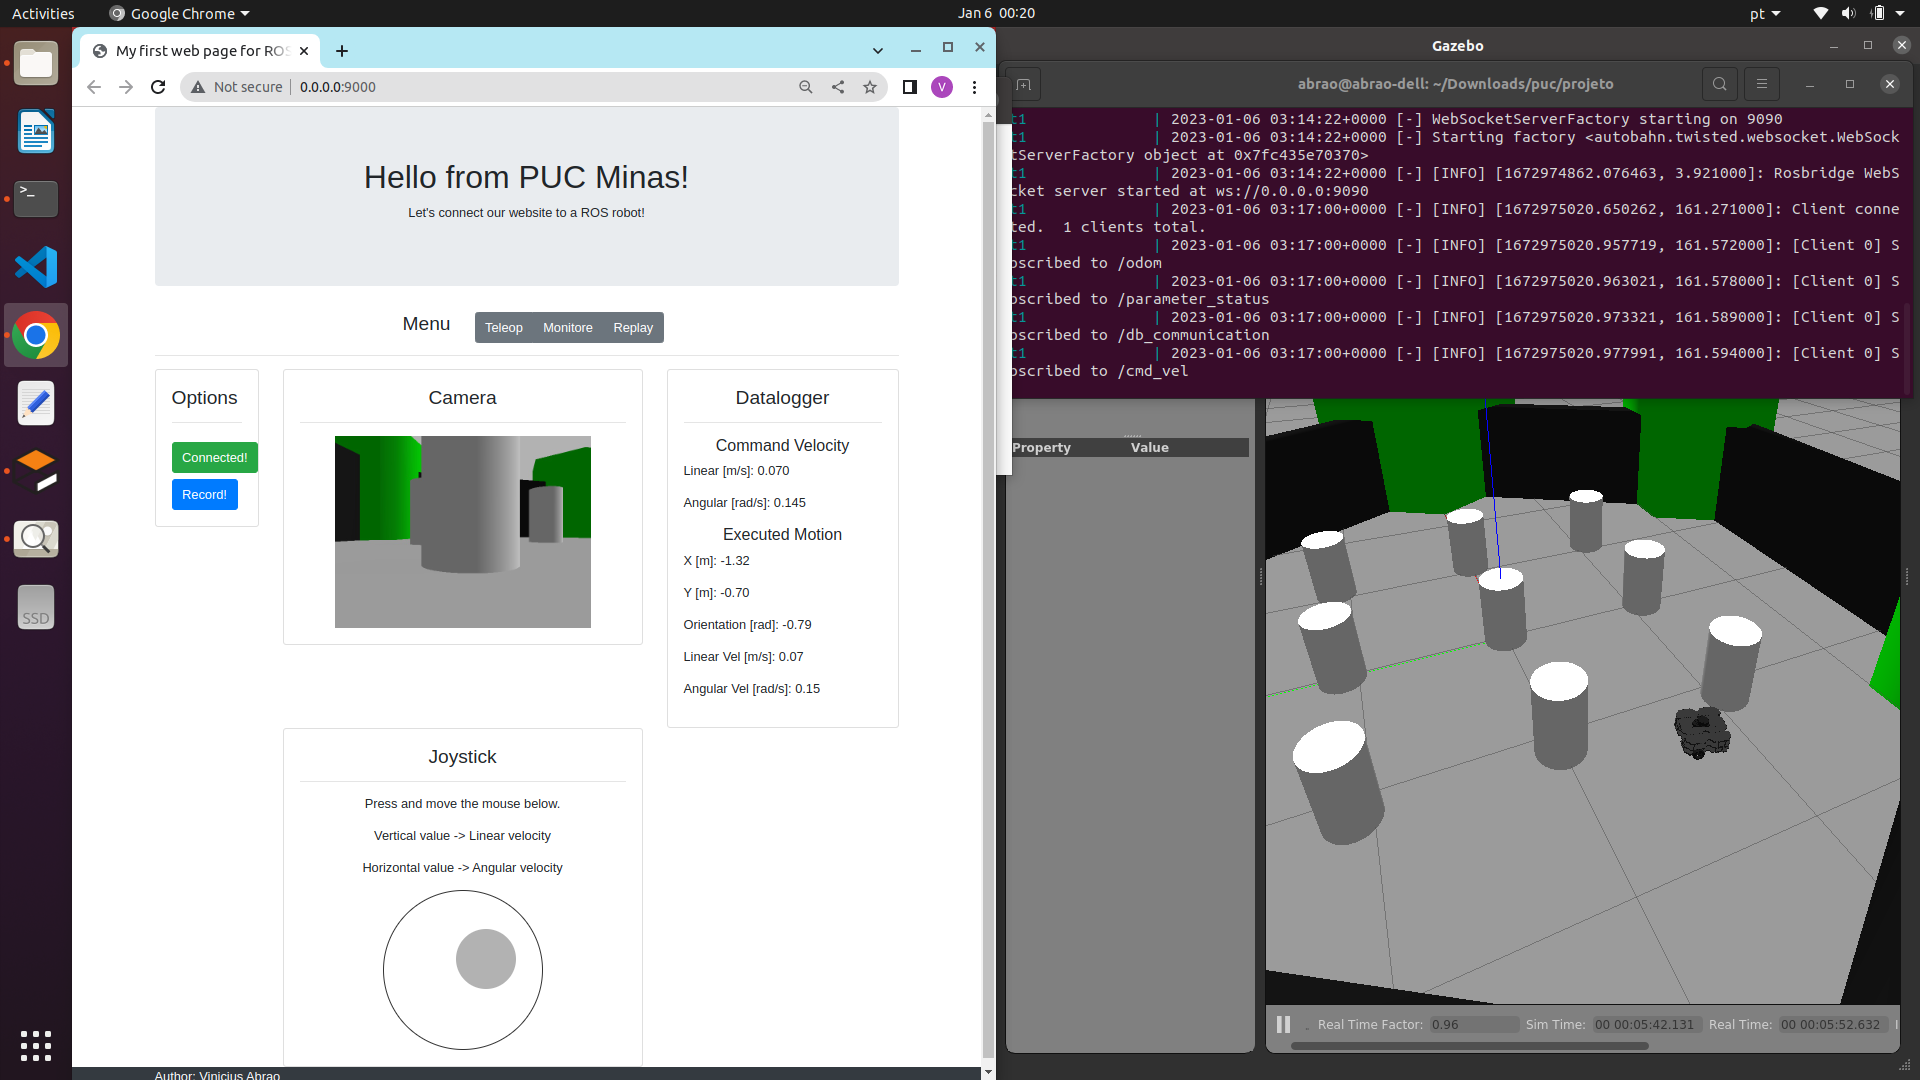 Activities
Google Chrome
Jan 6 00:20
pt
My first web page for ROS
Not secure
0.0.0.0:9000
V
Hello from PUC Minas!
Let's connect our website to a ROS robot!
Menu
Teleop
Monitore
Replay
Options
Connected!
Record!
Camera
Datalogger
Command Velocity
Linear [m/s]: 0.070
Angular [rad/s]: 0.145
Executed Motion
X [m]: -1.32
Y [m]: -0.70
Orientation [rad]: -0.79
Linear Vel [m/s]: 0.07
Angular Vel [rad/s]: 0.15
Joystick
Press and move the mouse below.
Vertical value -> Linear velocity
Horizontal value -> Angular velocity
Author: Vinicius Abrao
SSD
Gazebo
abrao@abrao-dell: ~/Downloads/puc/projeto
t1 | 2023-01-06 03:14:22+0000 [-] WebSocketServerFactory starting on 9090
t1 | 2023-01-06 03:14:22+0000 [-] Starting factory <autobahn.twisted.websocket.WebSock
tServerFactory object at 0x7fc435e70370>
t1 | 2023-01-06 03:14:22+0000 [-] [INFO] [1672974862.076463, 3.921000]: Rosbridge WebS
cket server started at ws://0.0.0.0:9090
t1 | 2023-01-06 03:17:00+0000 [-] [INFO] [1672975020.650262, 161.271000]: Client conne
ted.  1 clients total.
t1 | 2023-01-06 03:17:00+0000 [-] [INFO] [1672975020.957719, 161.572000]: [Client 0] S
bscribed to /odom
t1 | 2023-01-06 03:17:00+0000 [-] [INFO] [1672975020.963021, 161.578000]: [Client 0] S
bscribed to /parameter_status
t1 | 2023-01-06 03:17:00+0000 [-] [INFO] [1672975020.973321, 161.589000]: [Client 0] S
bscribed to /db_communication
t1 | 2023-01-06 03:17:00+0000 [-] [INFO] [1672975020.977991, 161.594000]: [Client 0] S
bscribed to /cmd_vel
Property
Value
Real Time Factor: 0.96
Sim Time: 00 00:05:42.131
Real Time: 00 00:05:52.632